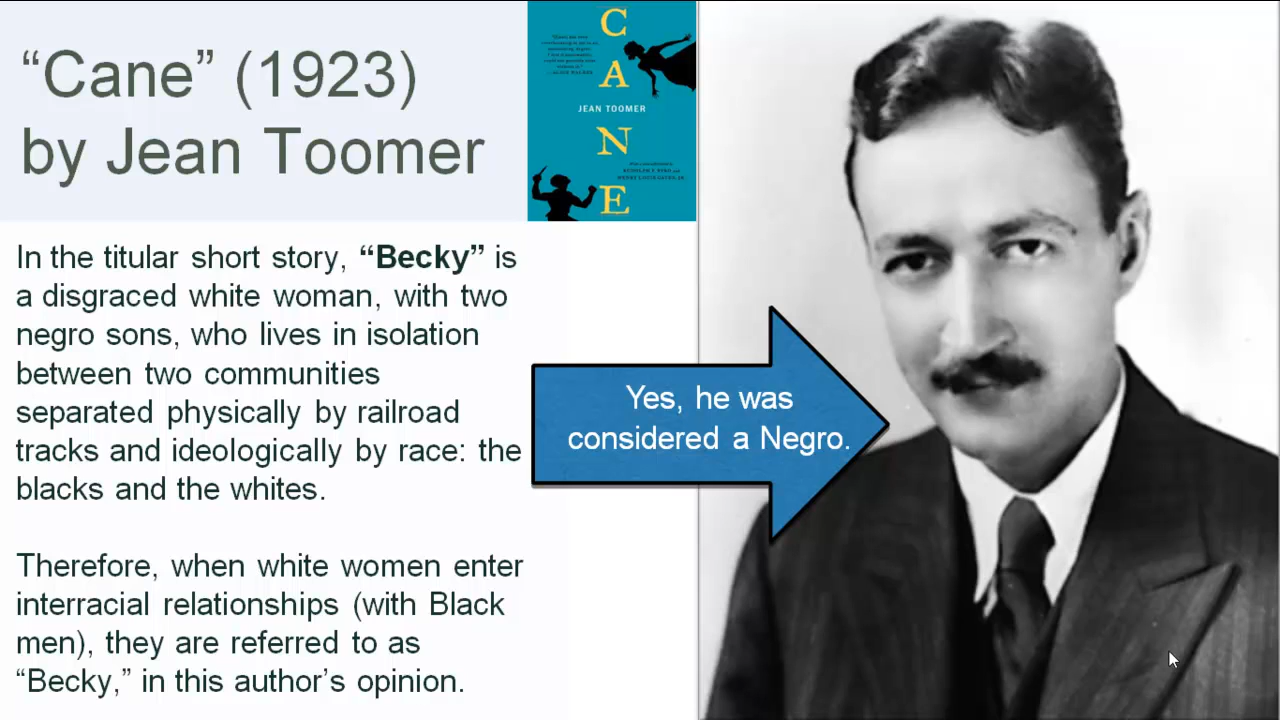 “Cane” (1923)
by Jean Toomer
C
A
JEAN TOOMER
N
E
In the titular short story, “Becky” is
a disgraced white woman, with two
negro sons, who lives in isolation
between two communities
separated physically by railroad
tracks and ideologically by race: the
blacks and the whites.
Therefore, when white women enter
interracial relationships (with Black
men), they are referred to as
“Becky,” in this author’s opinion.
Yes, he was
considered a Negro.